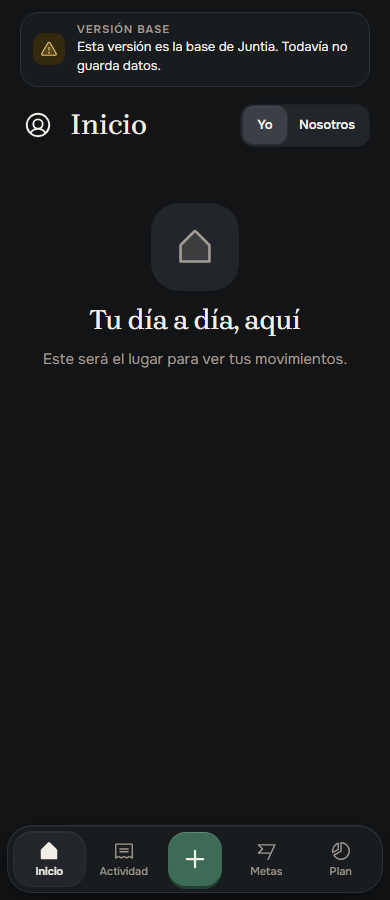 VERSIÓN BASE
Esta versión es la base de Juntia. Todavía no
guarda datos.
Inicio
Yo
Nosotros
Tu día a día, aquí
Este será el lugar para ver tus movimientos.
Inicio
Actividad
Metas
Plan